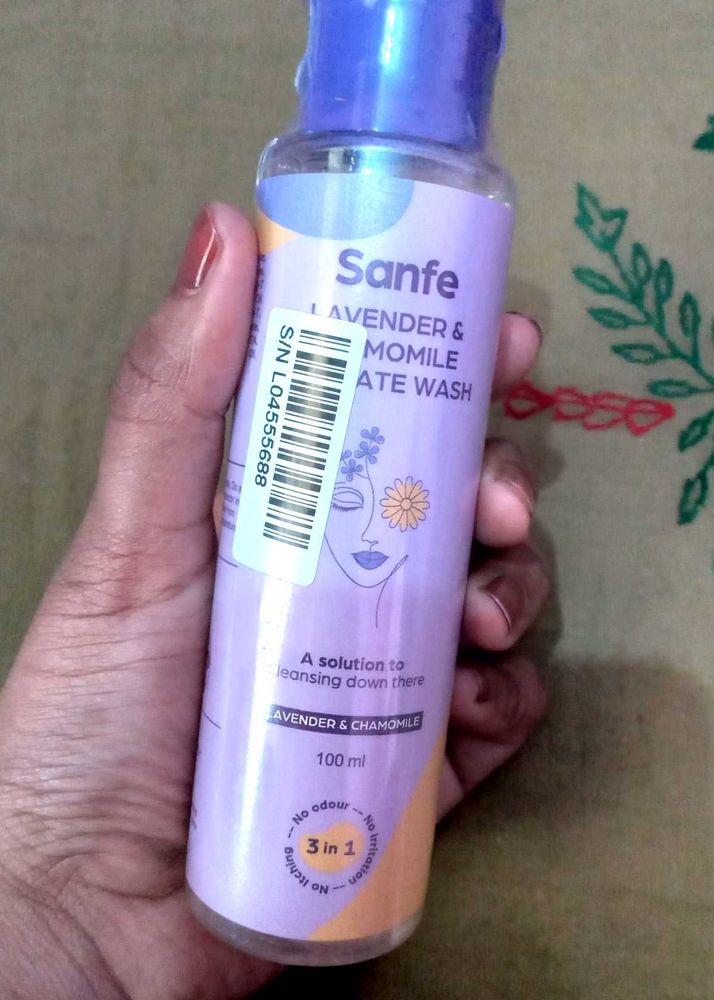 Sanfe
LAVENDER &
MOMILE
ATE WASH
S/N L04555688
A solution to
cleansing down there
LAVENDER & CHAMOMILE
100 ml
No odour -- No Irritation -- No Itching --
3 in 1